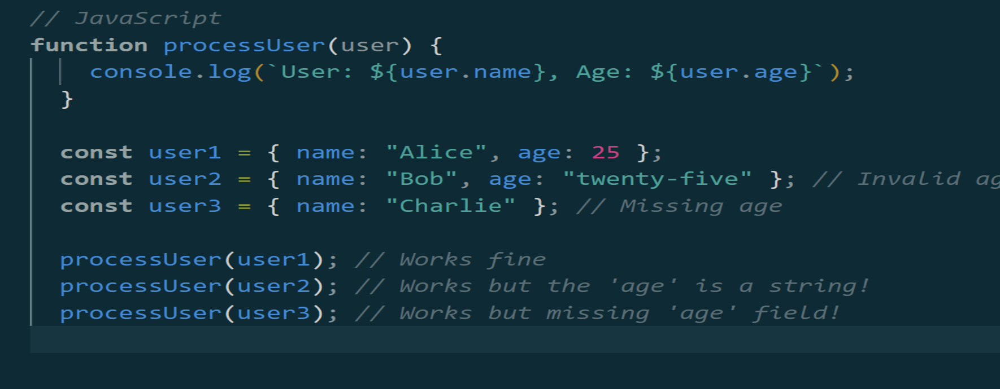 // JavaScript
function processUser(user) {
    console.log(`User: ${user.name}, Age: ${user.age}`);
  }

  const user1 = { name: "Alice", age: 25 };
  const user2 = { name: "Bob", age: "twenty-five" }; // Invalid ag
  const user3 = { name: "Charlie" }; // Missing age

  processUser(user1); // Works fine
  processUser(user2); // Works but the 'age' is a string!
  processUser(user3); // Works but missing 'age' field!